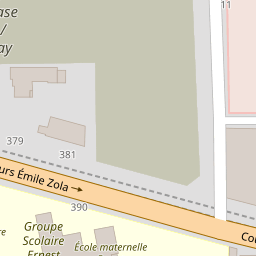 ase
/
ay
11
379
381
urs Émile Zola →
390
Co
Groupe
Scolaire
Ernest
École maternelle